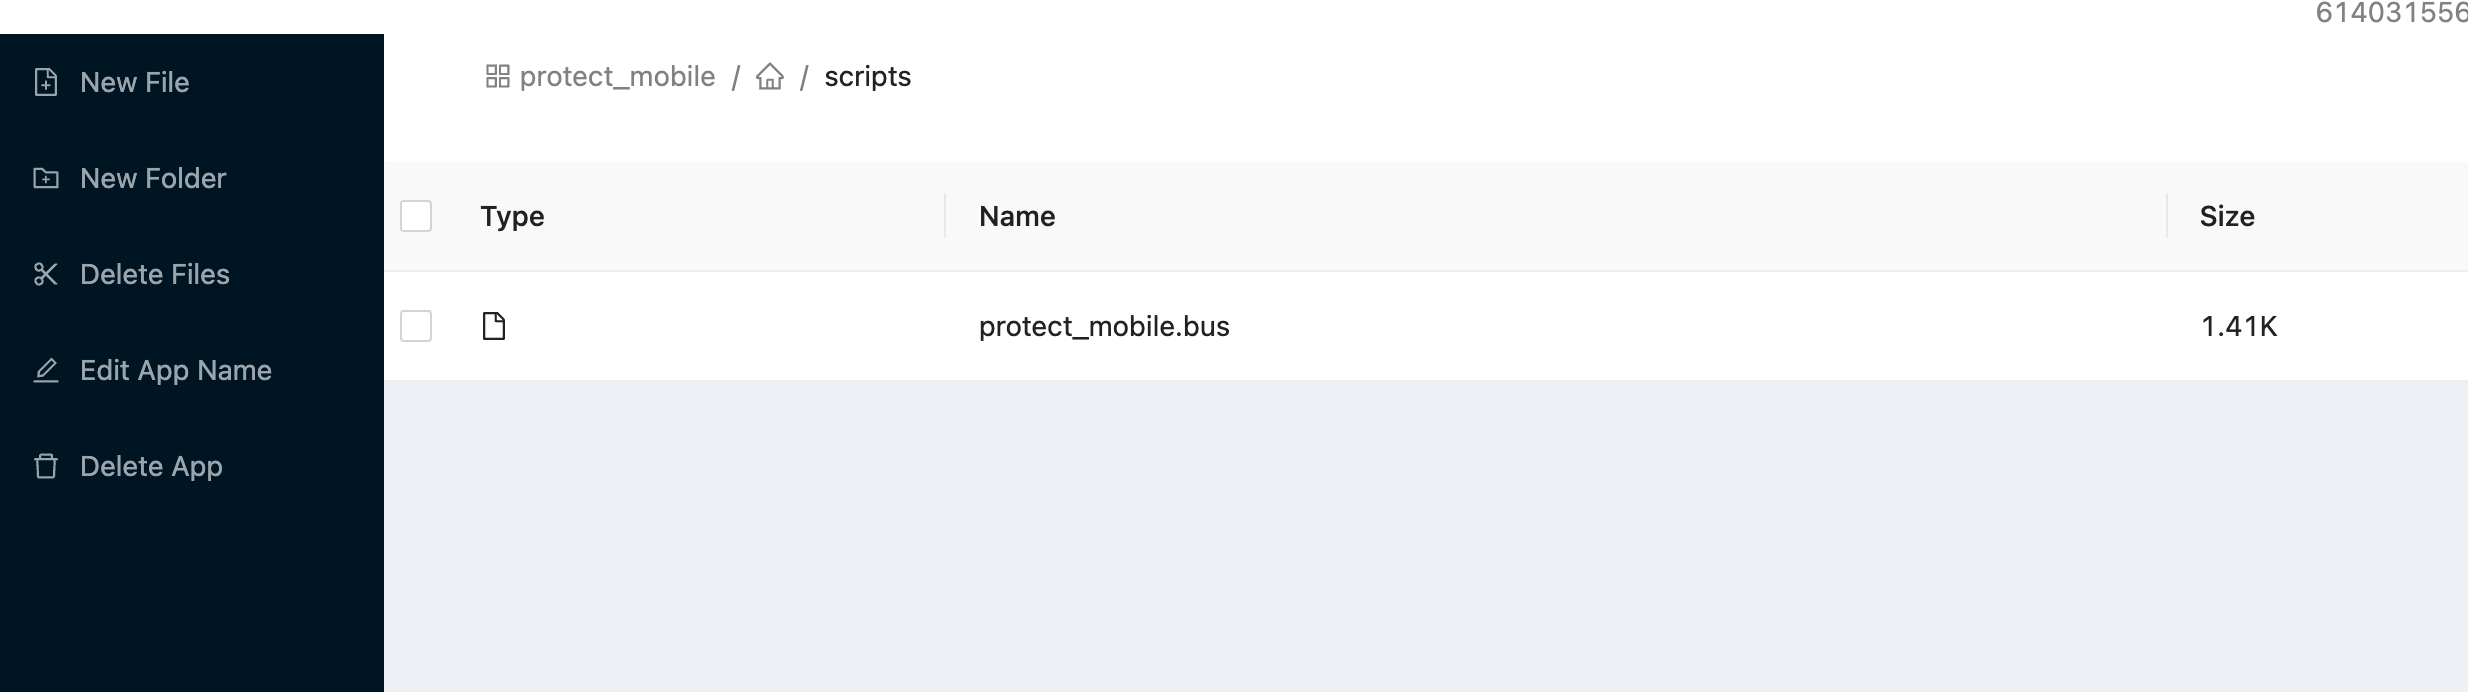 614031556
New File
New Folder
Delete Files
Edit App Name
Delete App
protect_mobile / / scripts
Type Name Size
protect_mobile.bus 1.41K